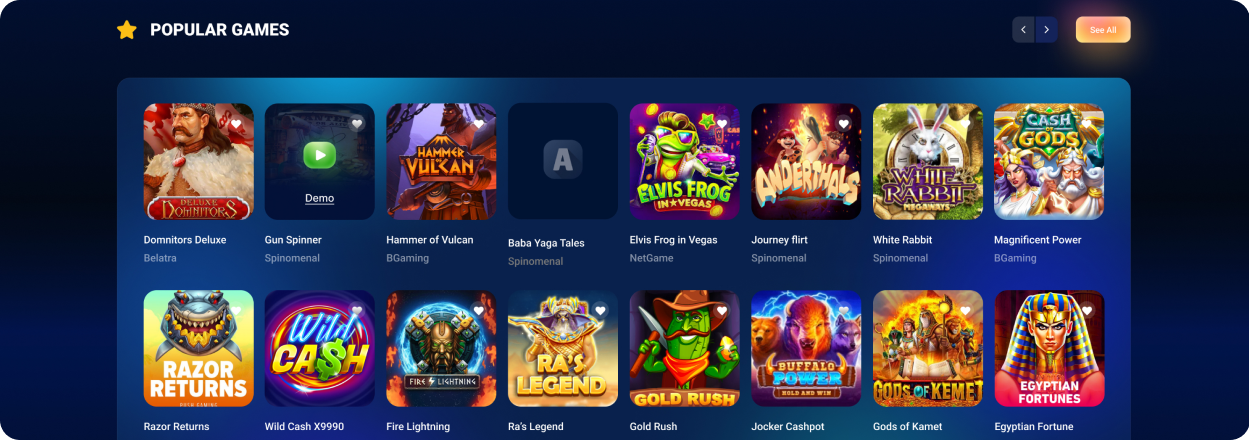 POPULAR GAMES
See All
DELUXE
DOMNITORS
Demo
HAMMER
OF
VULCAN
A
ELVIS FROG
IN VEGAS
ANDERTHALS
WHITE
RABBIT
MEGAWAYS
CASH
OF
GODS
Domnitors Deluxe
Gun Spinner
Hammer of Vulcan
Baba Yaga Tales
Elvis Frog in Vegas
Journey flirt
White Rabbit
Magnificent Power
Belatra
Spinomenal
BGaming
Spinomenal
NetGame
Spinomenal
Spinomenal
BGaming
RAZOR
RETURNS
PUSH GAMING
Wild
CA$H
FIRE LIGHTNING
RA'S
LEGEND
GOLD RUSH
BUFFALO
POWER
HOLD AND WIN
GODS OF KEMET
EGYPTIAN
FORTUNES
Razor Returns
Wild Cash X9990
Fire Lightning
Ra's Legend
Gold Rush
Jocker Cashpot
Gods of Kamet
Egyptian Fortune